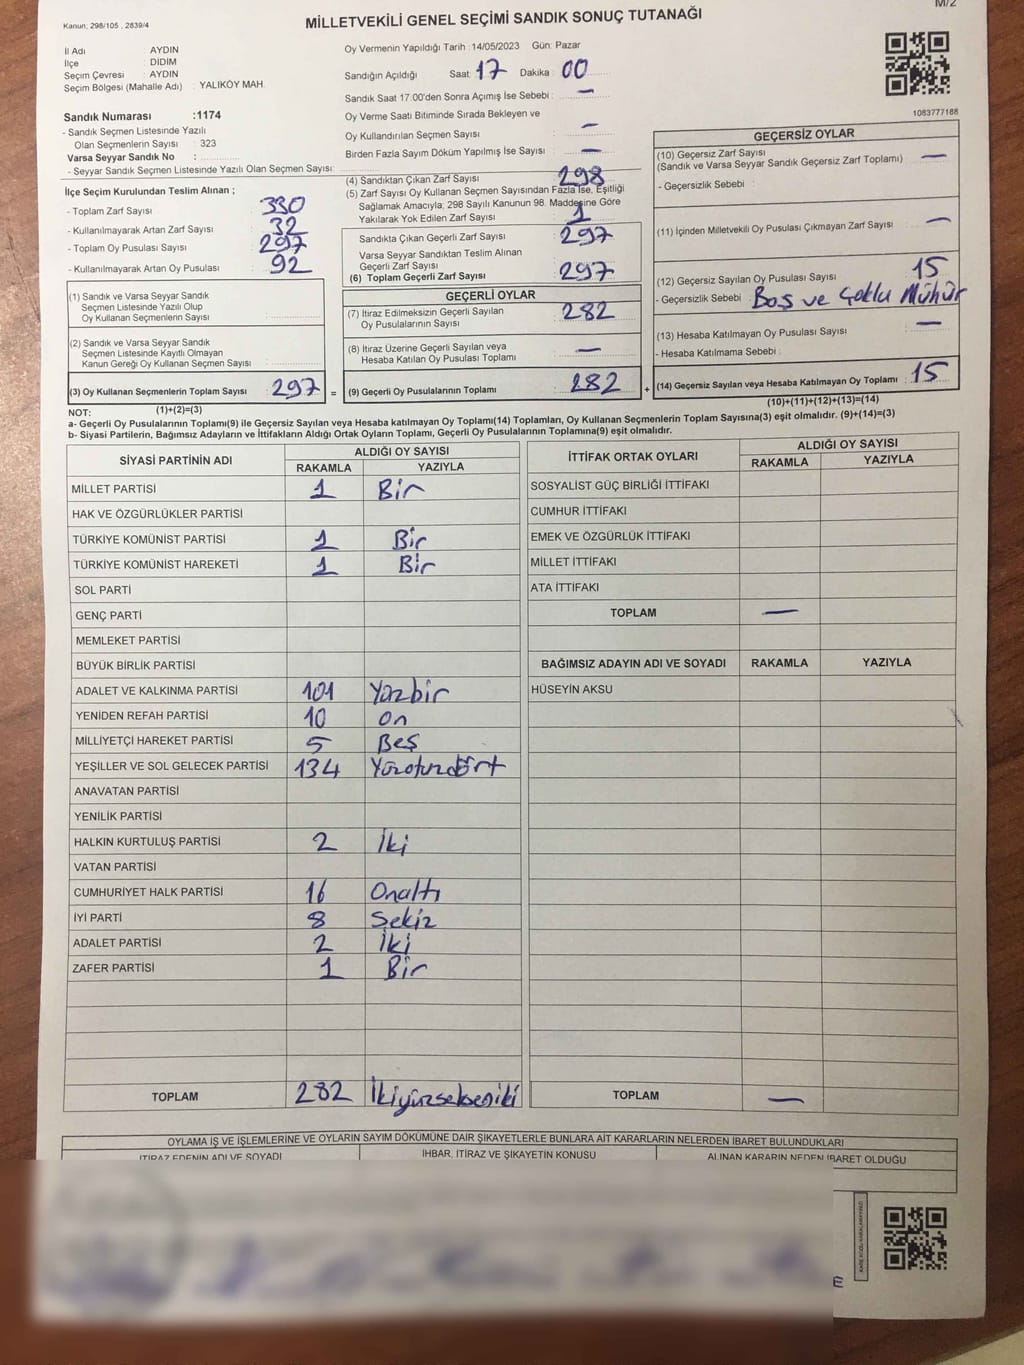 M/2
Kanun; 298/105 , 2839/4
MİLLETVEKİLİ GENEL SEÇİMİ SANDIK SONUÇ TUTANAĞI
İl Adı AYDIN
İlçe DİDİM
Seçim Çevresi : AYDIN
Seçim Bölgesi (Mahalle Adı) : YALIKÖY MAH
Sandık Numarası :1174
- Sandık Seçmen Listesinde Yazılı
Olan Seçmenlerin Sayısı : 323
Varsa Seyyar Sandık No :
- Seyyar Sandık Seçmen Listesinde Yazılı Olan Seçmen Sayısı:
Oy Vermenin Yapıldığı Tarih :14/05/2023 Gün: Pazar
Sandığın Açıldığı Saat: 17 Dakika : 00
Sandık Saat 17.00'den Sonra Açımış İse Sebebi : —
Oy Verme Saati Bitiminde Sırada Bekleyen ve
Oy Kullandırılan Seçmen Sayısı —
Birden Fazla Sayım Döküm Yapılmış İse Sayısı : —
1083777188
İlçe Seçim Kurulundan Teslim Alınan ;
- Toplam Zarf Sayısı : 330
- Kullanılmayarak Artan Zarf Sayısı : 32
- Toplam Oy Pusulası Sayısı : 297
- Kullanılmayarak Artan Oy Pusulası : 92
(4) Sandıktan Çıkan Zarf Sayısı : 298
(5) Zarf Sayısı Oy Kullanan Seçmen Sayısından Fazla İse, Eşitliği
Sağlamak Amacıyla; 298 Sayılı Kanunun 98. Maddesine Göre
Yakılarak Yok Edilen Zarf Sayısı : 1
Sandıkta Çıkan Geçerli Zarf Sayısı : 297
Varsa Seyyar Sandıktan Teslim Alınan
Geçerli Zarf Sayısı :
(6) Toplam Geçerli Zarf Sayısı : 297
GEÇERSİZ OYLAR
(10) Geçersiz Zarf Sayısı
(Sandık ve Varsa Seyyar Sandık Geçersiz Zarf Toplamı) : —
- Geçersizlik Sebebi :
(11) İçinden Milletvekili Oy Pusulası Çıkmayan Zarf Sayısı : —
(12) Geçersiz Sayılan Oy Pusulası Sayısı : 15
- Geçersizlik Sebebi : Boş ve Çoklu Mühür
(13) Hesaba Katılmayan Oy Pusulası Sayısı : —
- Hesaba Katılmama Sebebi :
(14) Geçersiz Sayılan veya Hesaba Katılmayan Oy Toplamı : 15
(10)+(11)+(12)+(13)=(14)
(1) Sandık ve Varsa Seyyar Sandık
Seçmen Listesinde Yazılı Olup
Oy Kullanan Seçmenlerin Sayısı :
(2) Sandık ve Varsa Seyyar Sandık
Seçmen Listesinde Kayıtlı Olmayan
Kanun Gereği Oy Kullanan Seçmen Sayısı :
(3) Oy Kullanan Seçmenlerin Toplam Sayısı : 297 =
(1)+(2)=(3)
GEÇERLİ OYLAR
(7) İtiraz Edilmeksizin Geçerli Sayılan
Oy Pusulalarının Sayısı : 282
(8) İtiraz Üzerine Geçerli Sayılan veya
Hesaba Katılan Oy Pusulası Toplamı : —
(9) Geçerli Oy Pusulalarının Toplamı : 282 +
NOT:
a- Geçerli Oy Pusulalarının Toplamı(9) ile Geçersiz Sayılan veya Hesaba katılmayan Oy Toplamı(14) Toplamları, Oy Kullanan Seçmenlerin Toplam Sayısına(3) eşit olmalıdır. (9)+(14)=(3)
b- Siyasi Partilerin, Bağımsız Adayların ve İttifakların Aldığı Ortak Oyların Toplamı, Geçerli Oy Pusulalarının Toplamına(9) eşit olmalıdır.
SİYASİ PARTİNİN ADI ALDIĞI OY SAYISI
RAKAMLA YAZIYLA
MİLLET PARTİSİ 1 Bir
HAK VE ÖZGÜRLÜKLER PARTİSİ
TÜRKİYE KOMÜNİST PARTİSİ 1 Bir
TÜRKİYE KOMÜNİST HAREKETİ 1 Bir
SOL PARTİ
GENÇ PARTİ
MEMLEKET PARTİSİ
BÜYÜK BİRLİK PARTİSİ
ADALET VE KALKINMA PARTİSİ 101 Yüzbir
YENİDEN REFAH PARTİSİ 10 On
MİLLİYETÇİ HAREKET PARTİSİ 5 Beş
YEŞİLLER VE SOL GELECEK PARTİSİ 134 Yüzotuzdört
ANAVATAN PARTİSİ
YENİLİK PARTİSİ
HALKIN KURTULUŞ PARTİSİ 2 İki
VATAN PARTİSİ
CUMHURİYET HALK PARTİSİ 16 Onaltı
İYİ PARTİ 8 Sekiz
ADALET PARTİSİ 2 İki
ZAFER PARTİSİ 1 Bir
TOPLAM 282 İkiyüzsekseniki
İTTİFAK ORTAK OYLARI ALDIĞI OY SAYISI
RAKAMLA YAZIYLA
SOSYALİST GÜÇ BİRLİĞİ İTTİFAKI
CUMHUR İTTİFAKI
EMEK VE ÖZGÜRLÜK İTTİFAKI
MİLLET İTTİFAKI
ATA İTTİFAKI
TOPLAM —
BAĞIMSIZ ADAYIN ADI VE SOYADI RAKAMLA YAZIYLA
HÜSEYİN AKSU
TOPLAM —
OYLAMA İŞ VE İŞLEMLERİNE VE OYLARIN SAYIM DÖKÜMÜNE DAİR ŞİKAYETLERLE BUNLARA AİT KARARLARIN NELERDEN İBARET BULUNDUKLARI
İTİRAZ EDENİN ADI VE SOYADI İHBAR, İTİRAZ VE ŞİKAYETİN KONUSU ALINAN KARARIN NEDEN İBARET OLDUĞU
E